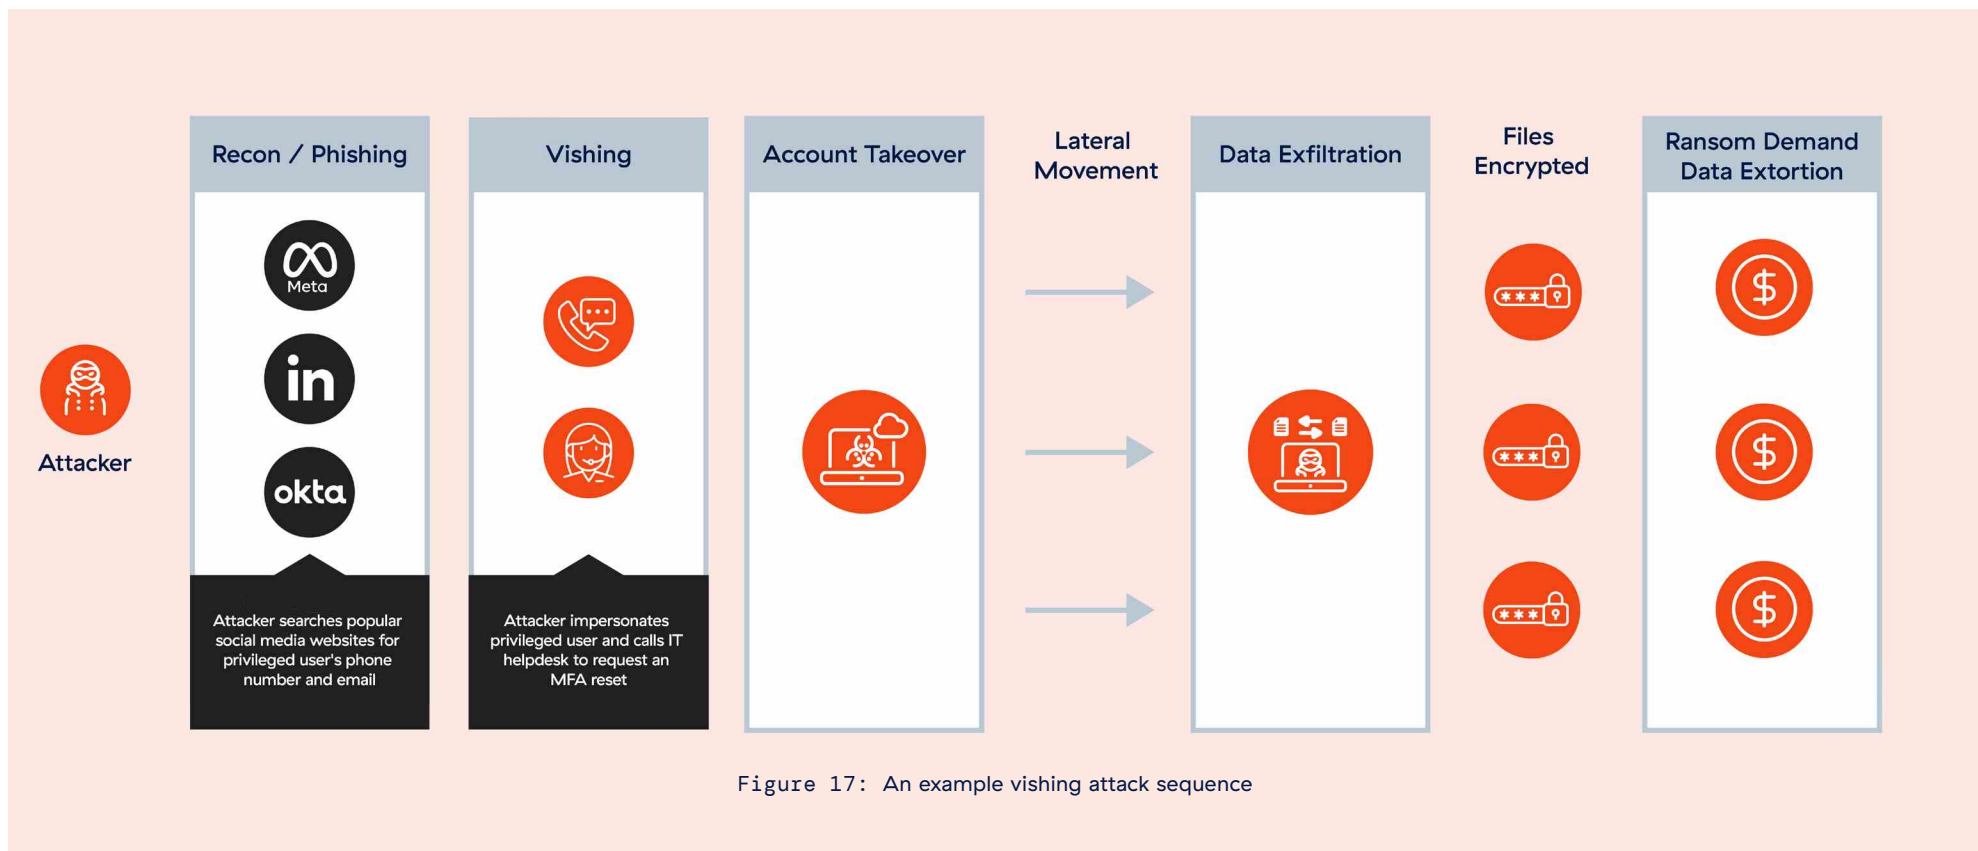 Attacker
Recon / Phishing
Meta
in
okta
Attacker searches popular
social media websites for
privileged user's phone
number and email
Vishing
Attacker impersonates
privileged user and calls IT
helpdesk to request an
MFA reset
Account Takeover
Lateral
Movement
Data Exfiltration
Files
Encrypted
***
***
***
Ransom Demand
Data Extortion
$
$
$
Figure 17: An example vishing attack sequence